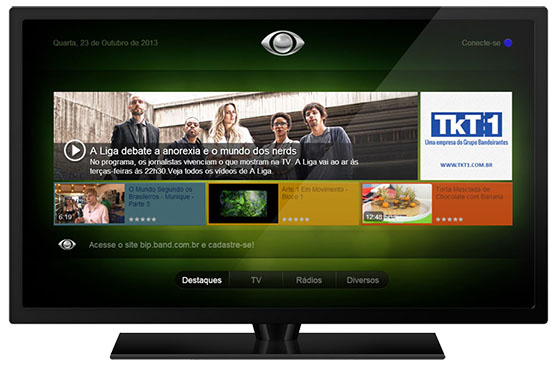 Quarta, 23 de Outubro de 2013
Conecte-se
A Liga debate a anorexia e o mundo dos nerds
No programa, os jornalistas vivenciam o que mostram na TV. A Liga vai ao ar às
terças-feiras às 22h30.Veja todos os vídeos de A Liga.
TKT1
Uma empresa do Grupo Bandeirantes
WWW.TKT1.COM.BR
6:19
O Mundo Segundo os
Brasileiros - Munique -
Parte 3
Arte 1 Em Movimento -
Bloco 1
12:48
Torta Mesclada de
Chocolate com Banana
Acesse o site bip.band.com.br e cadastre-se!
Destaques
TV
Rádios
Diversos